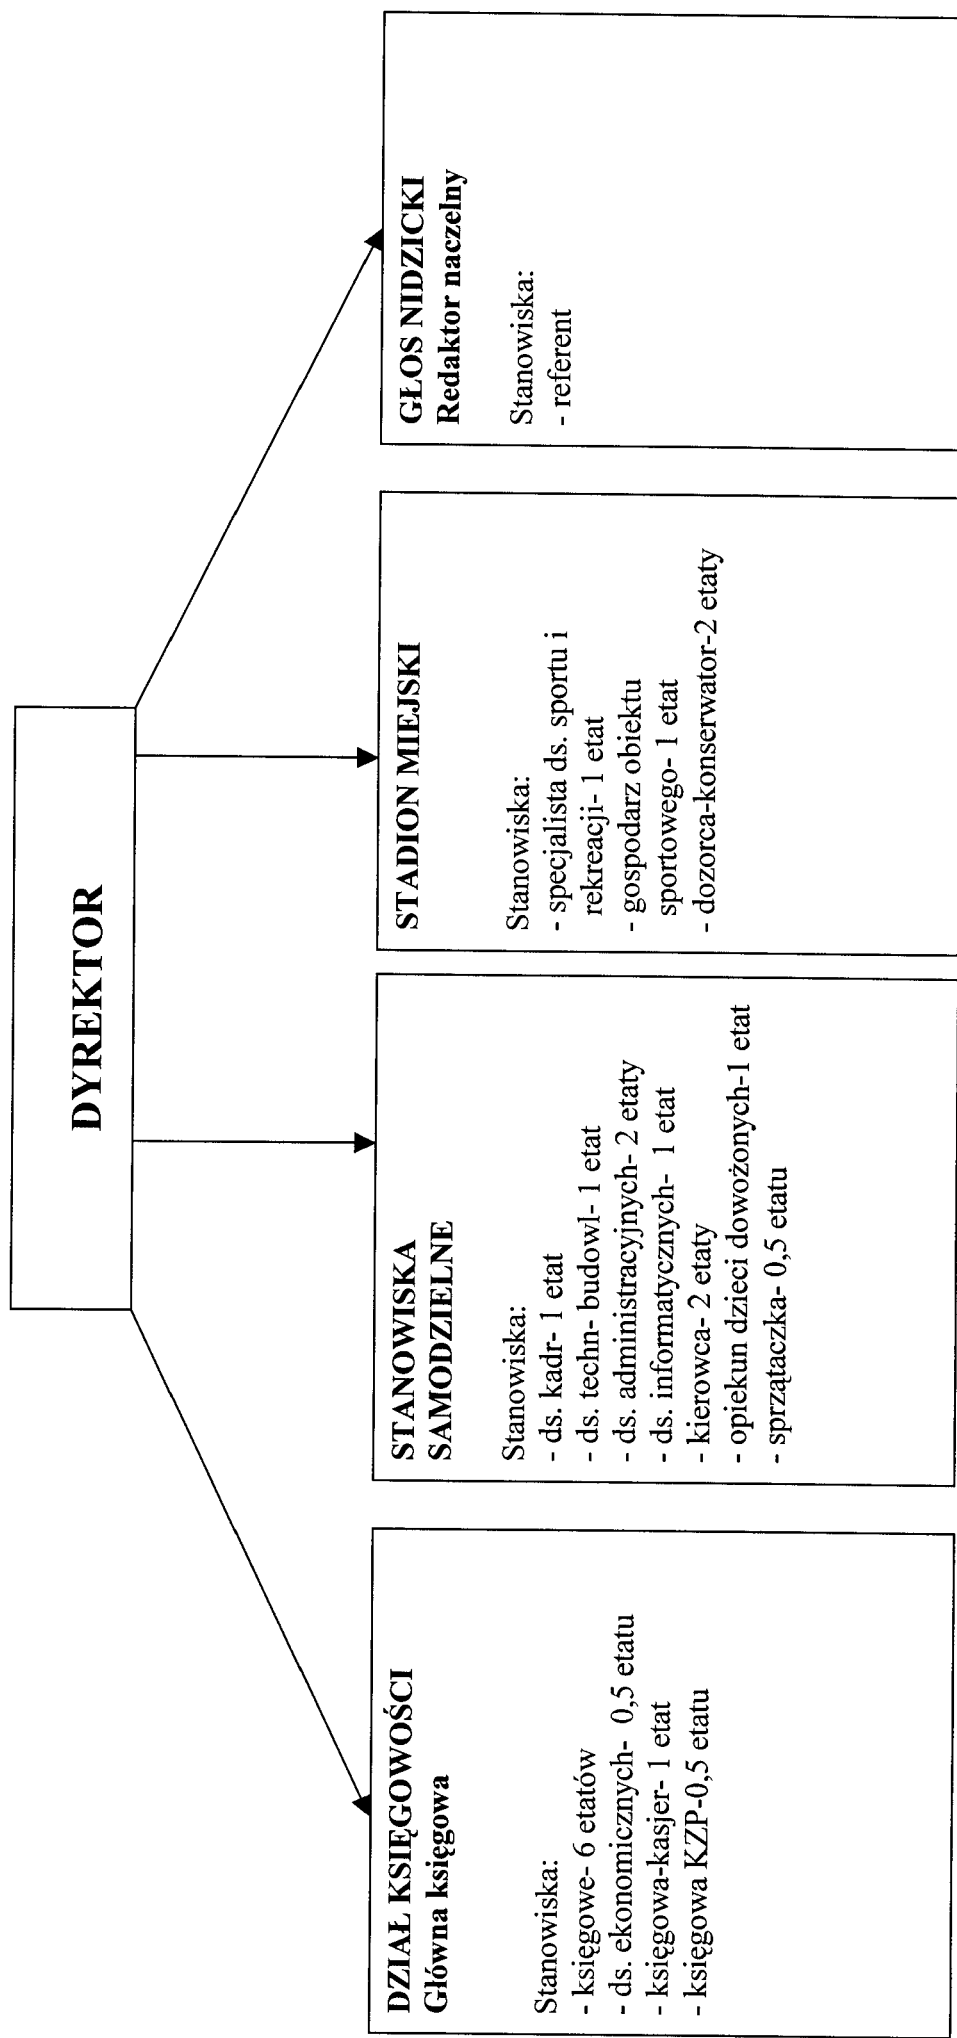 DYREKTOR
DZIAŁ KSIĘGOWOŚCI
Główna księgowa
Stanowiska:
- księgowe- 6 etatów
- ds. ekonomicznych- 0,5 etatu
- księgowa-kasjer- 1 etat
- księgowa KZP-0,5 etatu
STANOWISKA
SAMODZIELNE
Stanowiska:
- ds. kadr- 1 etat
- ds. techn- budowl- 1 etat
- ds. administracyjnych- 2 etaty
- ds. informatycznych- 1 etat
- kierowca- 2 etaty
- opiekun dzieci dowożonych-1 etat
- sprzątaczka- 0,5 etatu
STADION MIEJSKI
Stanowiska:
- specjalista ds. sportu i
rekreacji- 1 etat
- gospodarz obiektu
sportowego- 1 etat
- dozorca-konserwator-2 etaty
GŁOS NIDZICKI
Redaktor naczelny
Stanowiska:
- referent